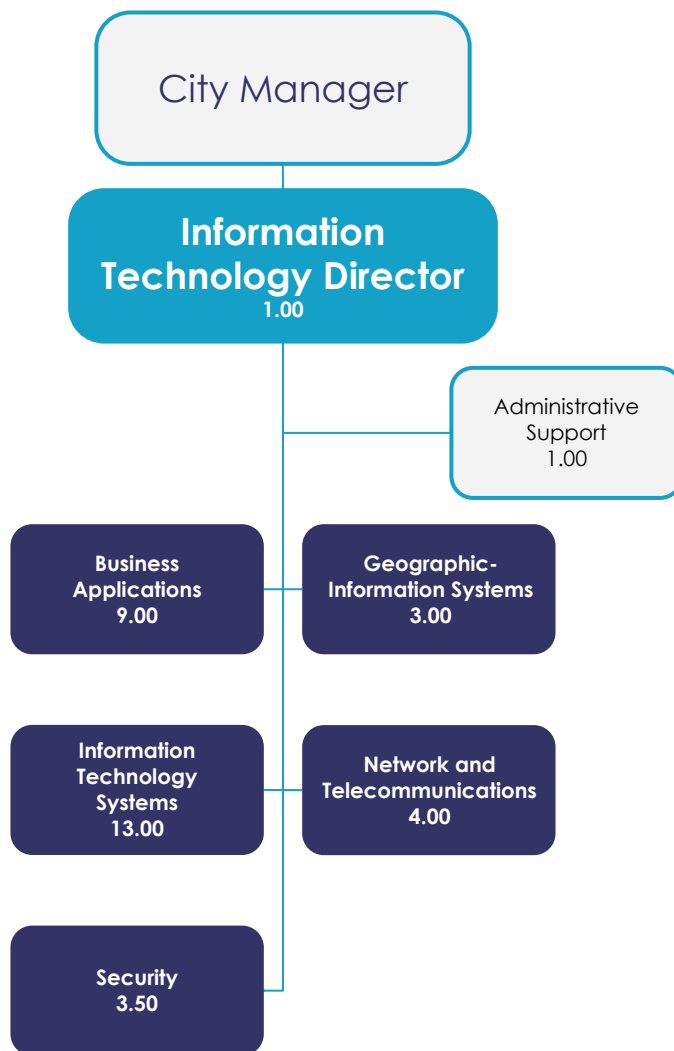 City Manager
Information
Technology Director
1.00
Administrative
Support
1.00
Business
Applications
9.00
Geographic-
Information Systems
3.00
Information
Technology
Systems
13.00
Network and
Telecommunications
4.00
Security
3.50